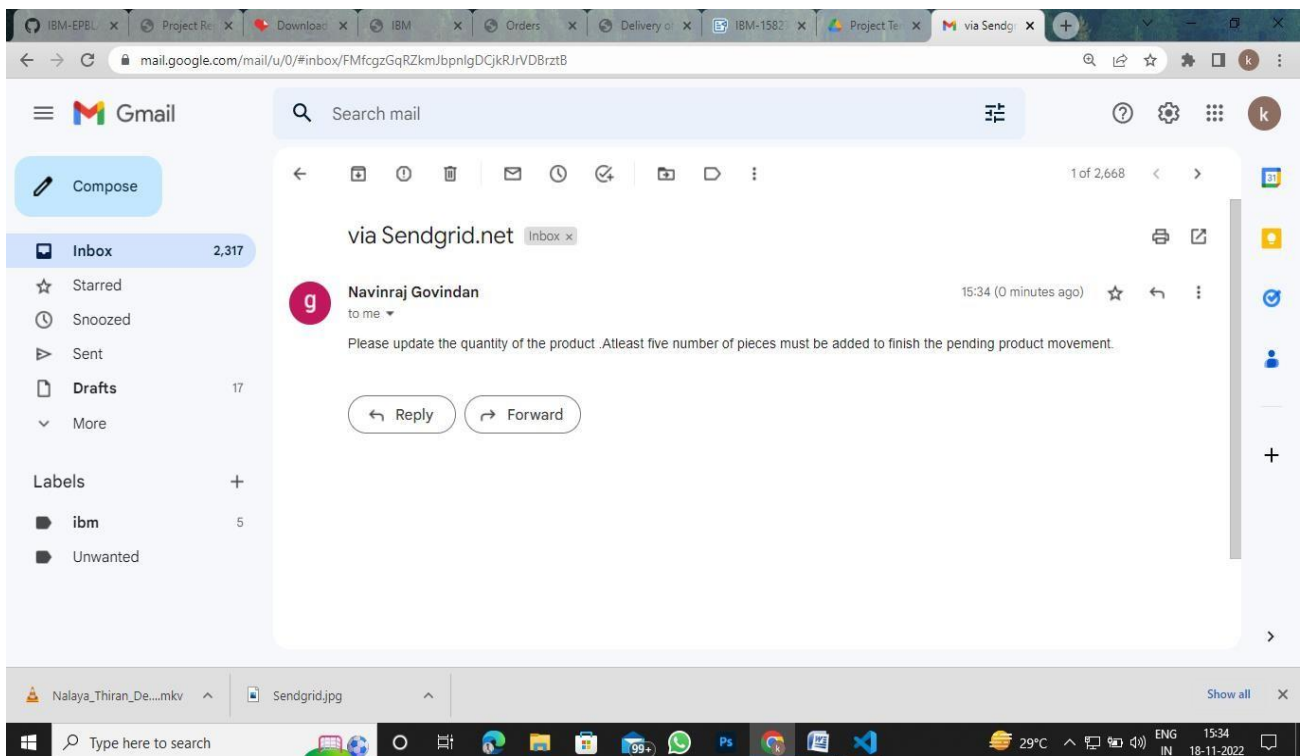 IBM-EPBL
Project Re
Download
IBM
Orders
Delivery of
IBM-1582
Project Te
via Sendgr
mail.google.com/mail/u/0/#inbox/FMfcgzGqRZkmJbpnlgDCjkRJrVDBrztB
k
Gmail
Search mail
k
Compose
1 of 2,668
31
via Sendgrid.net Inbox x
Inbox 2,317
Starred
Snoozed
Sent
Drafts 17
More
g
Navinraj Govindan
15:34 (0 minutes ago)
to me
Please update the quantity of the product .Atleast five number of pieces must be added to finish the pending product movement.
Reply
Forward
Labels
ibm 5
Unwanted
Nalaya_Thiran_De....mkv
Sendgrid.jpg
Show all
Type here to search
99+
Ps
29°C
ENG
IN
15:34
18-11-2022